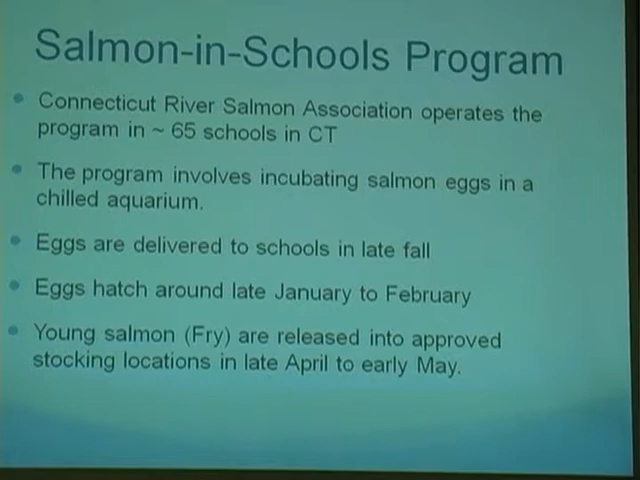 Salmon-in-Schools Program
Connecticut River Salmon Association operates the
program in ~ 65 schools in CT
The program involves incubating salmon eggs in a
chilled aquarium.
Eggs are delivered to schools in late fall
Eggs hatch around late January to February
Young salmon (Fry) are released into approved
stocking locations in late April to early May.